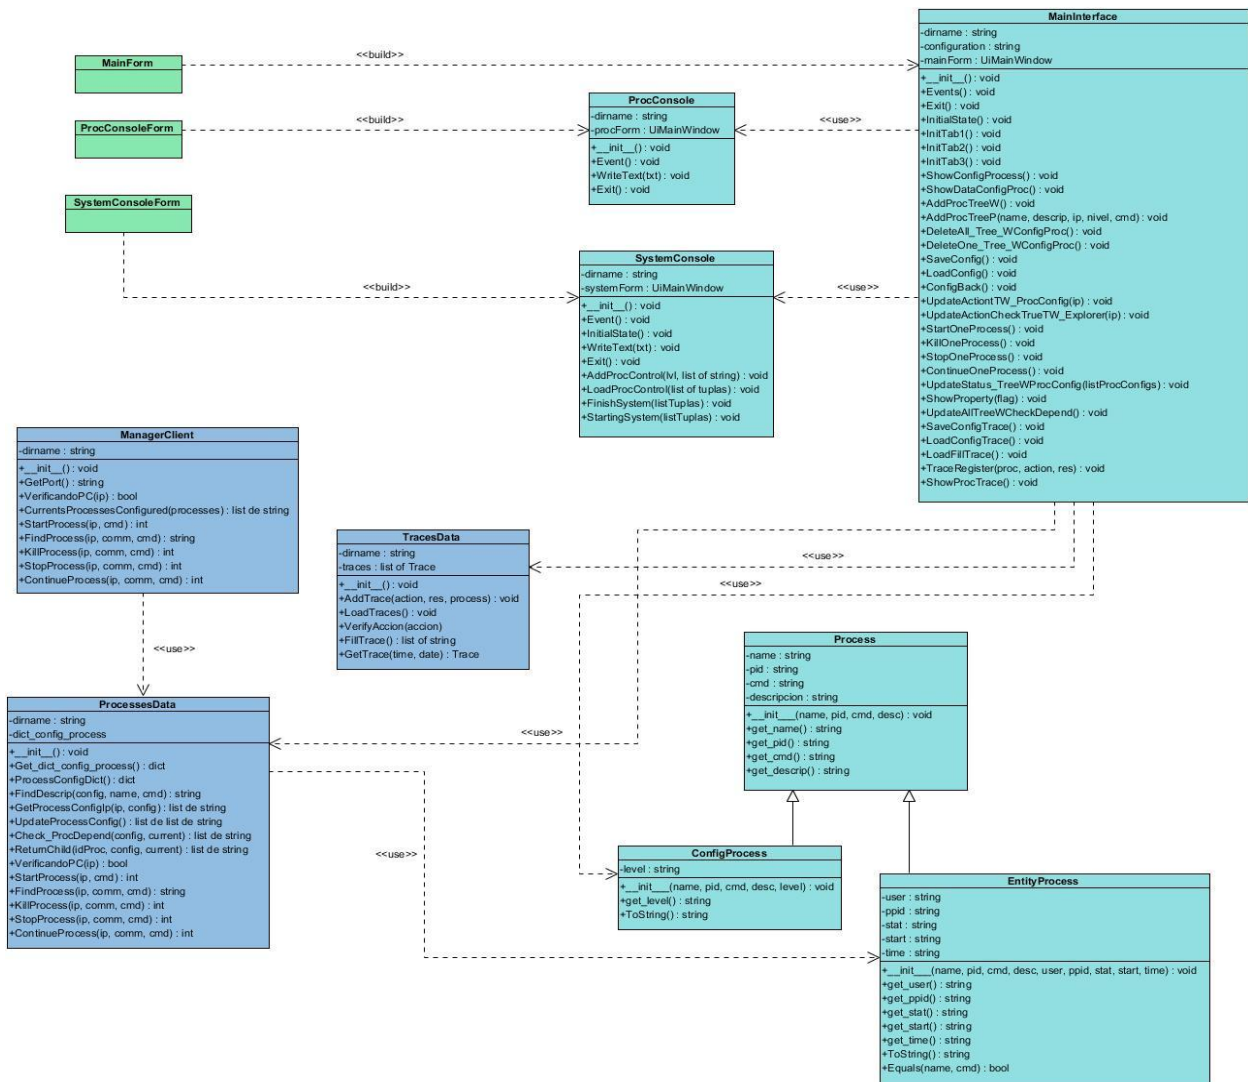 MainForm
<<build>>
ProcConsoleForm
<<build>>
SystemConsoleForm
<<build>>
ProcConsole
-dirname : string
-procForm : UiMainWindow
+__init__() : void
+Event() : void
+WriteText(txt) : void
+Exit() : void
<<use>>
SystemConsole
-dirname : string
-systemForm : UiMainWindow
+__init__() : void
+Event() : void
+InitialState() : void
+WriteText(txt) : void
+Exit() : void
+AddProcControl(lvl, list of string) : void
+LoadProcControl(list of tuplas) : void
+FinishSystem(listTuplas) : void
+StartingSystem(listTuplas) : void
<<use>>
MainInterface
-dirname : string
-configuration : string
-mainForm : UiMainWindow
+__init__() : void
+Events() : void
+Exit() : void
+InitialState() : void
+InitTab1() : void
+InitTab2() : void
+InitTab3() : void
+ShowConfigProcess() : void
+ShowDataConfigProc() : void
+AddProcTreeW() : void
+AddProcTreeP(name, descrip, ip, nivel, cmd) : void
+DeleteAll_Tree_WConfigProc() : void
+DeleteOne_Tree_WConfigProc() : void
+SaveConfig() : void
+LoadConfig() : void
+ConfigBack() : void
+UpdateActiontTW_ProcConfig(ip) : void
+UpdateActionCheckTrueTW_Explorer(ip) : void
+StartOneProcess() : void
+KillOneProcess() : void
+StopOneProcess() : void
+ContinueOneProcess() : void
+UpdateStatus_TreeWProcConfig(listProcConfigs) : void
+ShowProperty(flag) : void
+UpdateAllTreeWCheckDepend() : void
+SaveConfigTrace() : void
+LoadConfigTrace() : void
+LoadFillTrace() : void
+TraceRegister(proc, action, res) : void
+ShowProcTrace() : void
ManagerClient
-dirname : string
+__init__() : void
+GetPort() : string
+VerificandoPC(ip) : bool
+CurrentsProcessesConfigured(processes) : list de string
+StartProcess(ip, cmd) : int
+FindProcess(ip, comm, cmd) : string
+KillProcess(ip, comm, cmd) : int
+StopProcess(ip, comm, cmd) : int
+ContinueProcess(ip, comm, cmd) : int
<<use>>
TracesData
-dirname : string
-traces : list of Trace
+__init__() : void
+AddTrace(action, res, process) : void
+LoadTraces() : void
+VerifyAccion(accion)
+FillTrace() : list of string
+GetTrace(time, date) : Trace
<<use>>
<<use>>
Process
-name : string
-pid : string
-cmd : string
-descripcion : string
+__init___(name, pid, cmd, desc) : void
+get_name() : string
+get_pid() : string
+get_cmd() : string
+get_descrip() : string
ProcessesData
-dirname : string
-dict_config_process
+__init__() : void
+Get_dict_config_process() : dict
+ProcessConfigDict() : dict
+FindDescrip(config, name, cmd) : string
+GetProcessConfigIp(ip, config) : list de string
+UpdateProcessConfig() : list de list de string
+Check_ProcDepend(config, current) : list de string
+ReturnChild(idProc, config, current) : list de string
+VerificandoPC(ip) : bool
+StartProcess(ip, cmd) : int
+FindProcess(ip, comm, cmd) : string
+KillProcess(ip, comm, cmd) : int
+StopProcess(ip, comm, cmd) : int
+ContinueProcess(ip, comm, cmd) : int
<<use>>
<<use>>
ConfigProcess
-level : string
+__init___(name, pid, cmd, desc, level) : void
+get_level() : string
+ToString() : string
EntityProcess
-user : string
-ppid : string
-stat : string
-start : string
-time : string
+__init___(name, pid, cmd, desc, user, ppid, stat, start, time) : void
+get_user() : string
+get_ppid() : string
+get_stat() : string
+get_start() : string
+get_time() : string
+ToString() : string
+Equals(name, cmd) : bool